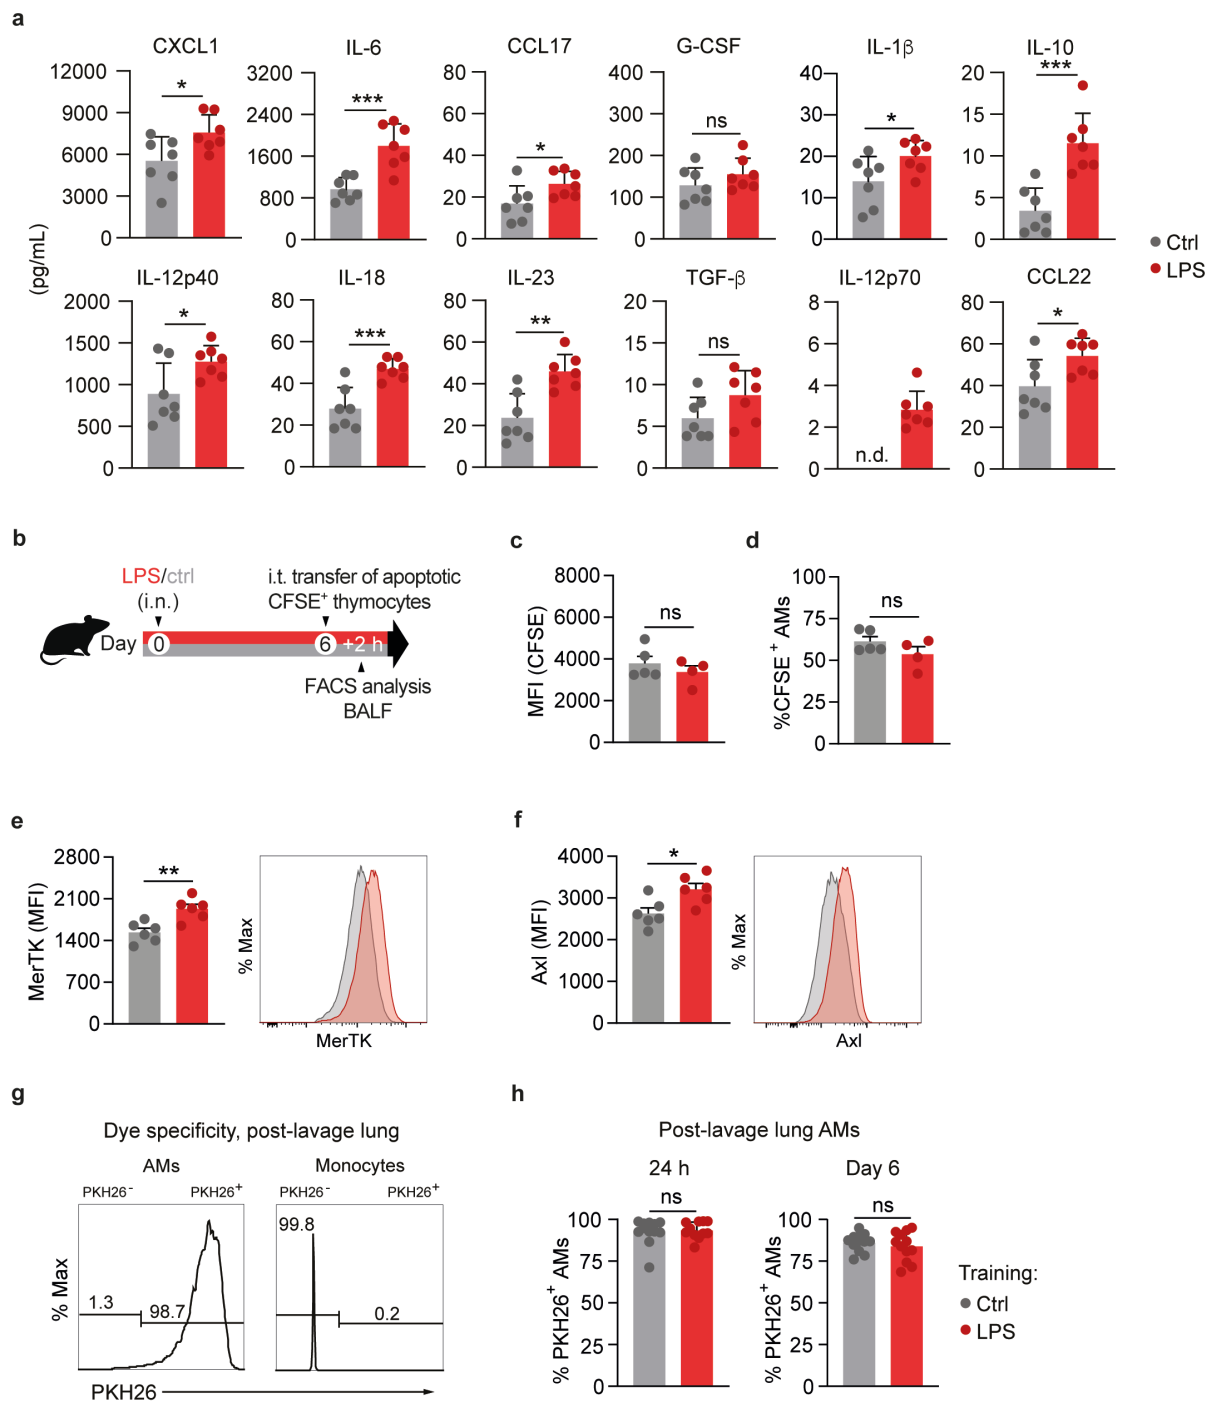 a
CXCL1 IL-6 CCL17 G-CSF IL-1β IL-10
12000 3200 80 400 40 20
9000 2400 60 300 30 15
6000 1600 40 200 20 10
3000 800 20 100 10 5
0 0 0 0 0 0
* *** * ns * ***
(pg/mL)
Ctrl
LPS
IL-12p40 IL-18 IL-23 TGF-β IL-12p70 CCL22
2000 80 80 20 8 80
1500 60 60 15 6 60
1000 40 40 10 4 40
500 20 20 5 2 20
0 0 0 0 0 0
* *** ** ns n.d. *
b
LPS/ctrl
(i.n.)
i.t. transfer of apoptotic
CFSE+ thymocytes
Day 0 6 +2 h
FACS analysis
BALF
c
MFI (CFSE)
8000
6000
4000
2000
0
ns
d
%CFSE+ AMs
100
75
50
25
0
ns
e
MerTK (MFI)
2800
2100
1400
700
0
**
% Max
MerTK
f
Axl (MFI)
4000
3000
2000
1000
0
*
% Max
Axl
g
Dye specificity, post-lavage lung
AMs Monocytes
PKH26- PKH26+ PKH26- PKH26+
% Max
1.3 98.7
99.8 0.2
PKH26
h
Post-lavage lung AMs
24 h Day 6
% PKH26+ AMs
100
75
50
25
0
ns
% PKH26+ AMs
100
75
50
25
0
ns
Training:
Ctrl
LPS